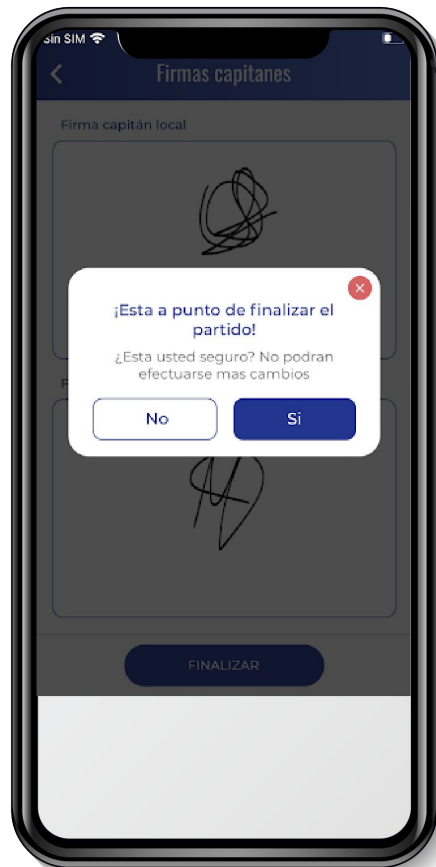 Sin SIM
Firmas capitanes
Firma capitán local
¡Esta a punto de finalizar el
partido!
¿Esta usted seguro? No podran
efectuarse mas cambios
No
Si
FINALIZAR